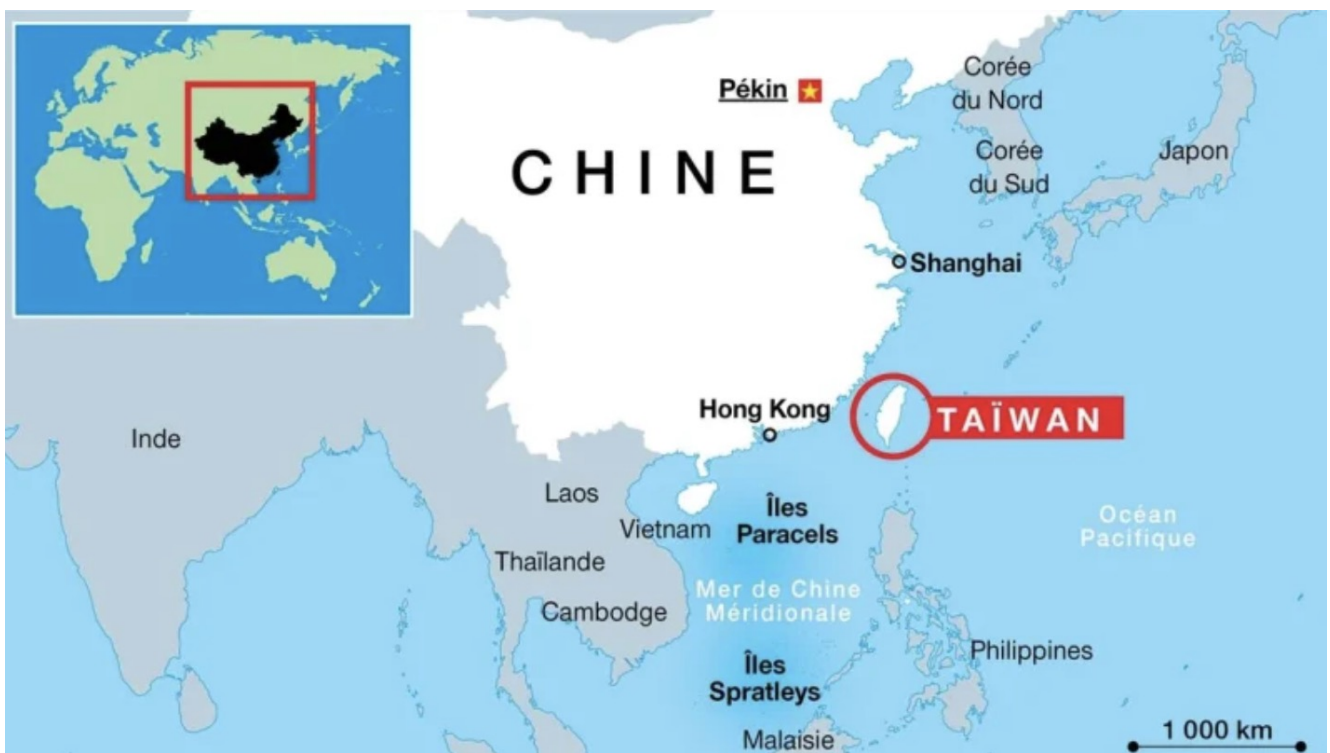 Pékin
CHINE
Corée
du Nord
Corée
du Sud
Japon
Shanghai
Hong Kong
TAÏWAN
Inde
Laos
Vietnam
Îles
Paracels
Océan
Pacifique
Thaïlande
Cambodge
Mer de Chine
Méridionale
Îles
Spratleys
Philippines
Malaisie
1 000 km